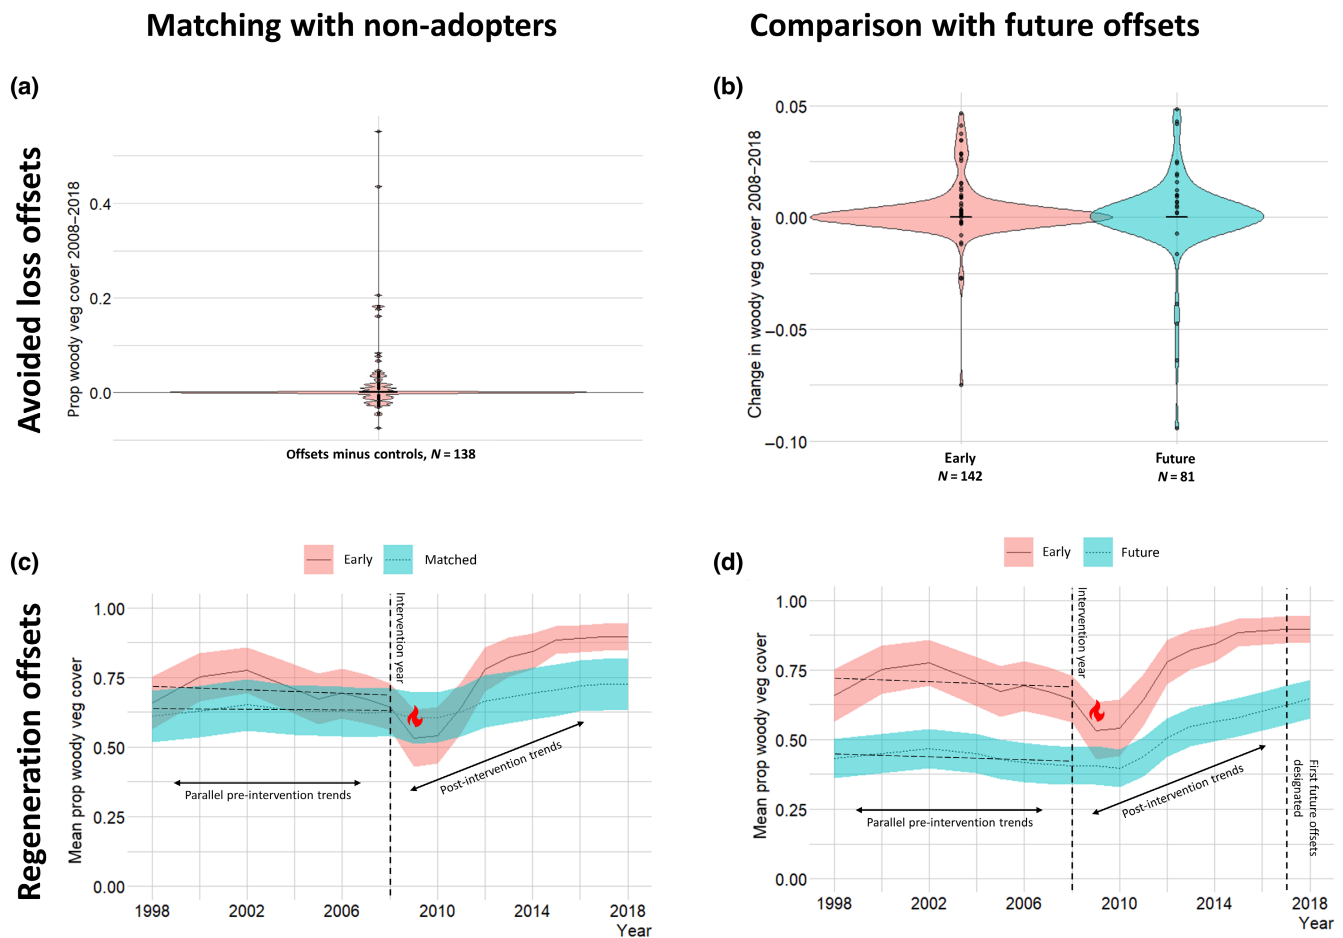 Matching with non-adopters
Comparison with future offsets
Avoided loss offsets
(a)
Prop woody veg cover 2008–2018
0.4
0.2
0.0
Offsets minus controls, N = 138
(b)
Change in woody veg cover 2008–2018
0.05
0.00
−0.05
−0.10
Early
N = 142
Future
N = 81
Regeneration offsets
(c)
Early
Matched
Mean prop woody veg cover
1.00
0.75
0.50
0.25
0.00
Intervention year
Parallel pre-intervention trends
Post-intervention trends
1998
2002
2006
2010
2014
2018
Year
(d)
Early
Future
Mean prop woody veg cover
1.00
0.75
0.50
0.25
0.00
Intervention year
Parallel pre-intervention trends
Post-intervention trends
First future offsets
designated
1998
2002
2006
2010
2014
2018
Year